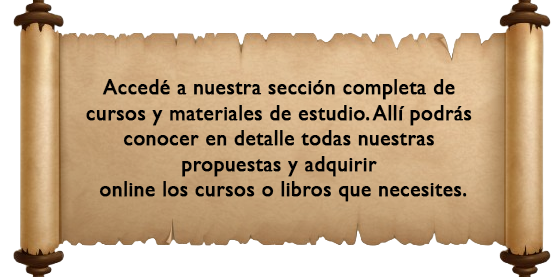 Accedé a nuestra sección completa de
cursos y materiales de estudio. Allí podrás
conocer en detalle todas nuestras
propuestas y adquirir
online los cursos o libros que necesites.